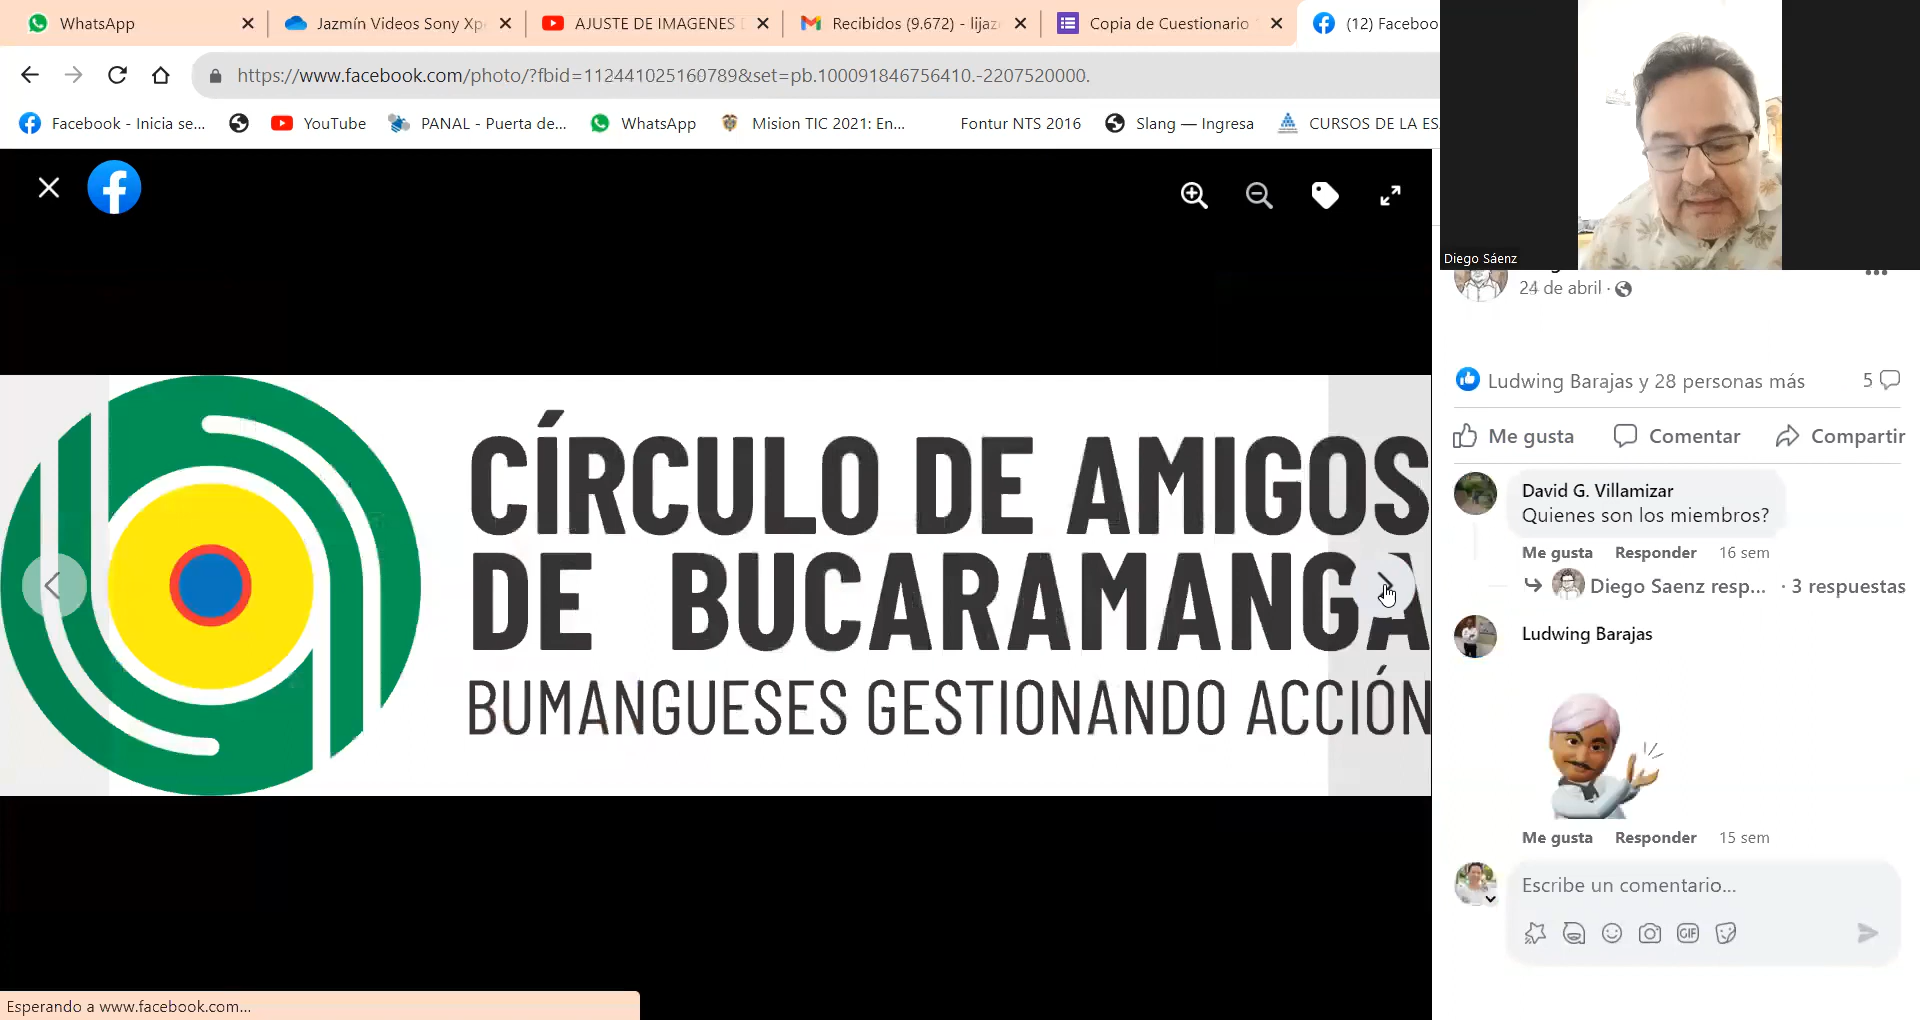 WhatsApp
Jazmín Videos Sony Xp
AJUSTE DE IMAGENES
Recibidos (9.672) - lijaz
Copia de Cuestionario
(12) Facebo
https://www.facebook.com/photo/?fbid=112441025160789&set=pb.100091846756410.-2207520000.
Facebook - Inicia se...
YouTube
PANAL - Puerta de...
WhatsApp
Mision TIC 2021: En...
Fontur NTS 2016
Slang — Ingresa
CURSOS DE LA ES
Diego Sáenz
24 de abril ·
CÍRCULO DE AMIGOS
DE BUCARAMANGA
BUMANGUESES GESTIONANDO ACCIÓN
Ludwing Barajas y 28 personas más
5
Me gusta
Comentar
Compartir
David G. Villamizar
Quienes son los miembros?
Me gusta Responder 16 sem
Diego Saenz resp... · 3 respuestas
Ludwing Barajas
Me gusta Responder 15 sem
Escribe un comentario...
GIF
Esperando a www.facebook.com...